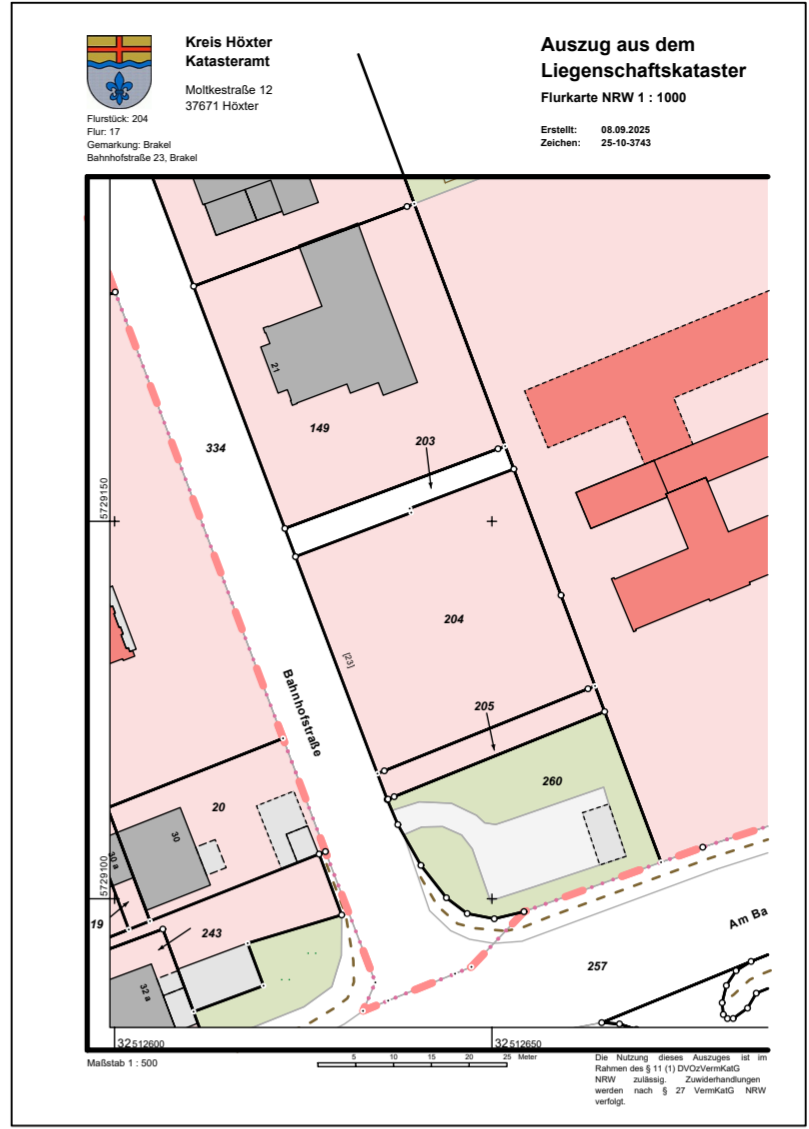 Kreis Höxter
Katasteramt
Moltkestraße 12
37671 Höxter
Flurstück: 204
Flur: 17
Gemarkung: Brakel
Bahnhofstraße 23, Brakel
Auszug aus dem
Liegenschaftskataster
Flurkarte NRW 1 : 1000
Erstellt: 08.09.2025
Zeichen: 25-10-3743
21
149
334
203
5729150
204
[23]
Bahnhofstraße
205
260
20
30
30 a
19
5729100
243
Am Ba
257
32 a
32512600
32512650
Maßstab 1 : 500
5 10 15 20 25 Meter
Die Nutzung dieses Auszuges ist im
Rahmen des § 11 (1) DVOzVermKatG
NRW zulässig. Zuwiderhandlungen
werden nach § 27 VermKatG NRW
verfolgt.